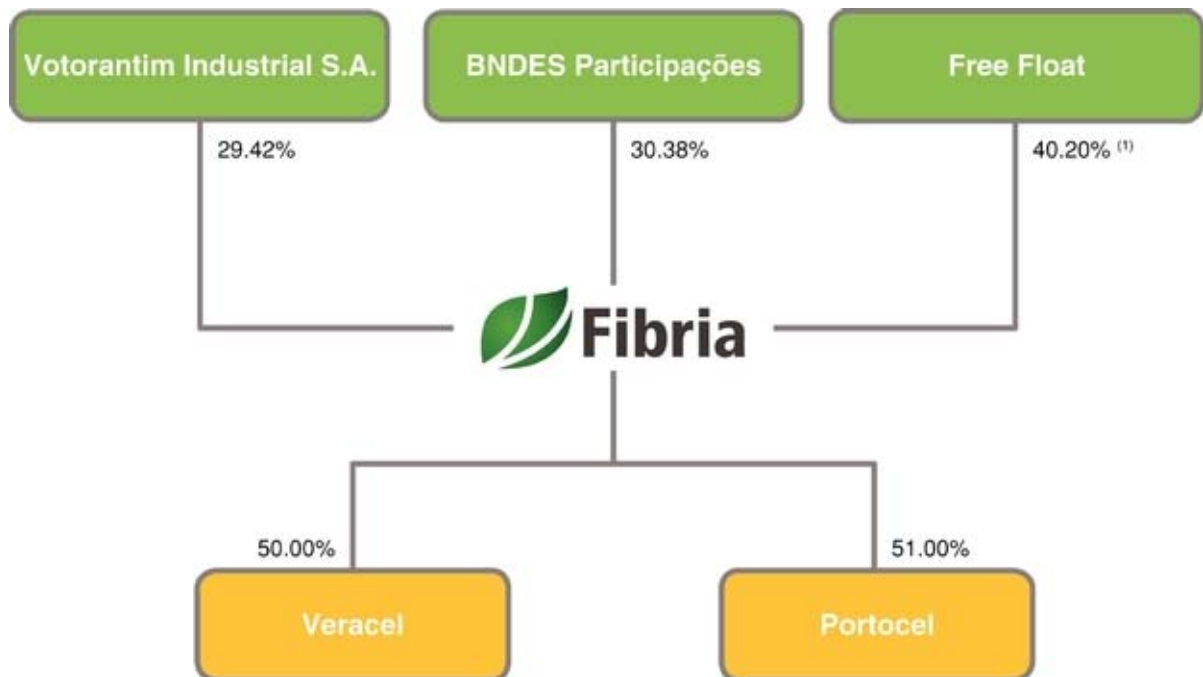 Votorantim Industrial S.A.
BNDES Participações
Free Float
29.42%
30.38%
40.20% (1)
Fibria
50.00%
51.00%
Veracel
Portocel